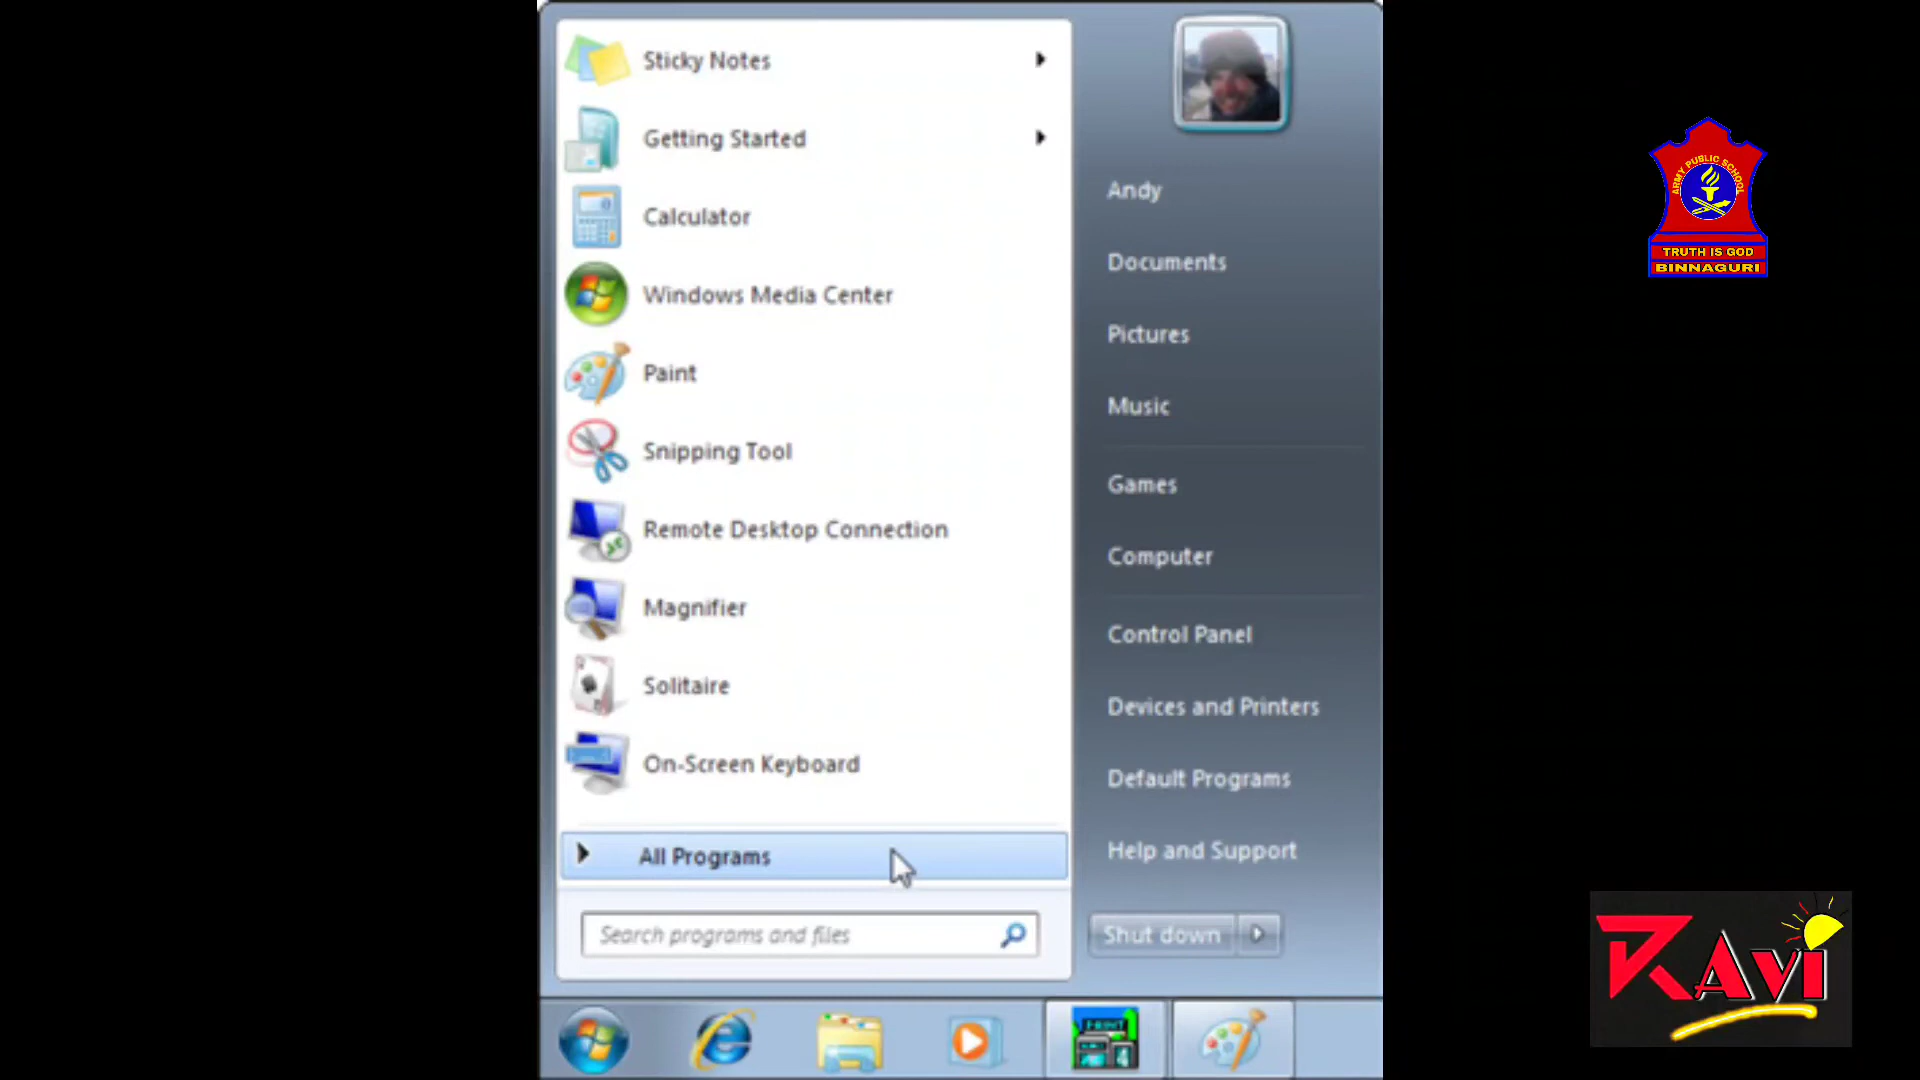 Sticky Notes
Getting Started
Calculator
Windows Media Center
Paint
Snipping Tool
Remote Desktop Connection
Magnifier
Solitaire
On-Screen Keyboard
All Programs
Search programs and files
Andy
Documents
Pictures
Music
Games
Computer
Control Panel
Devices and Printers
Default Programs
Help and Support
Shut down
PRINT
ARMY PUBLIC SCHOOL
TRUTH IS GOD
BINNAGURI
RAVi